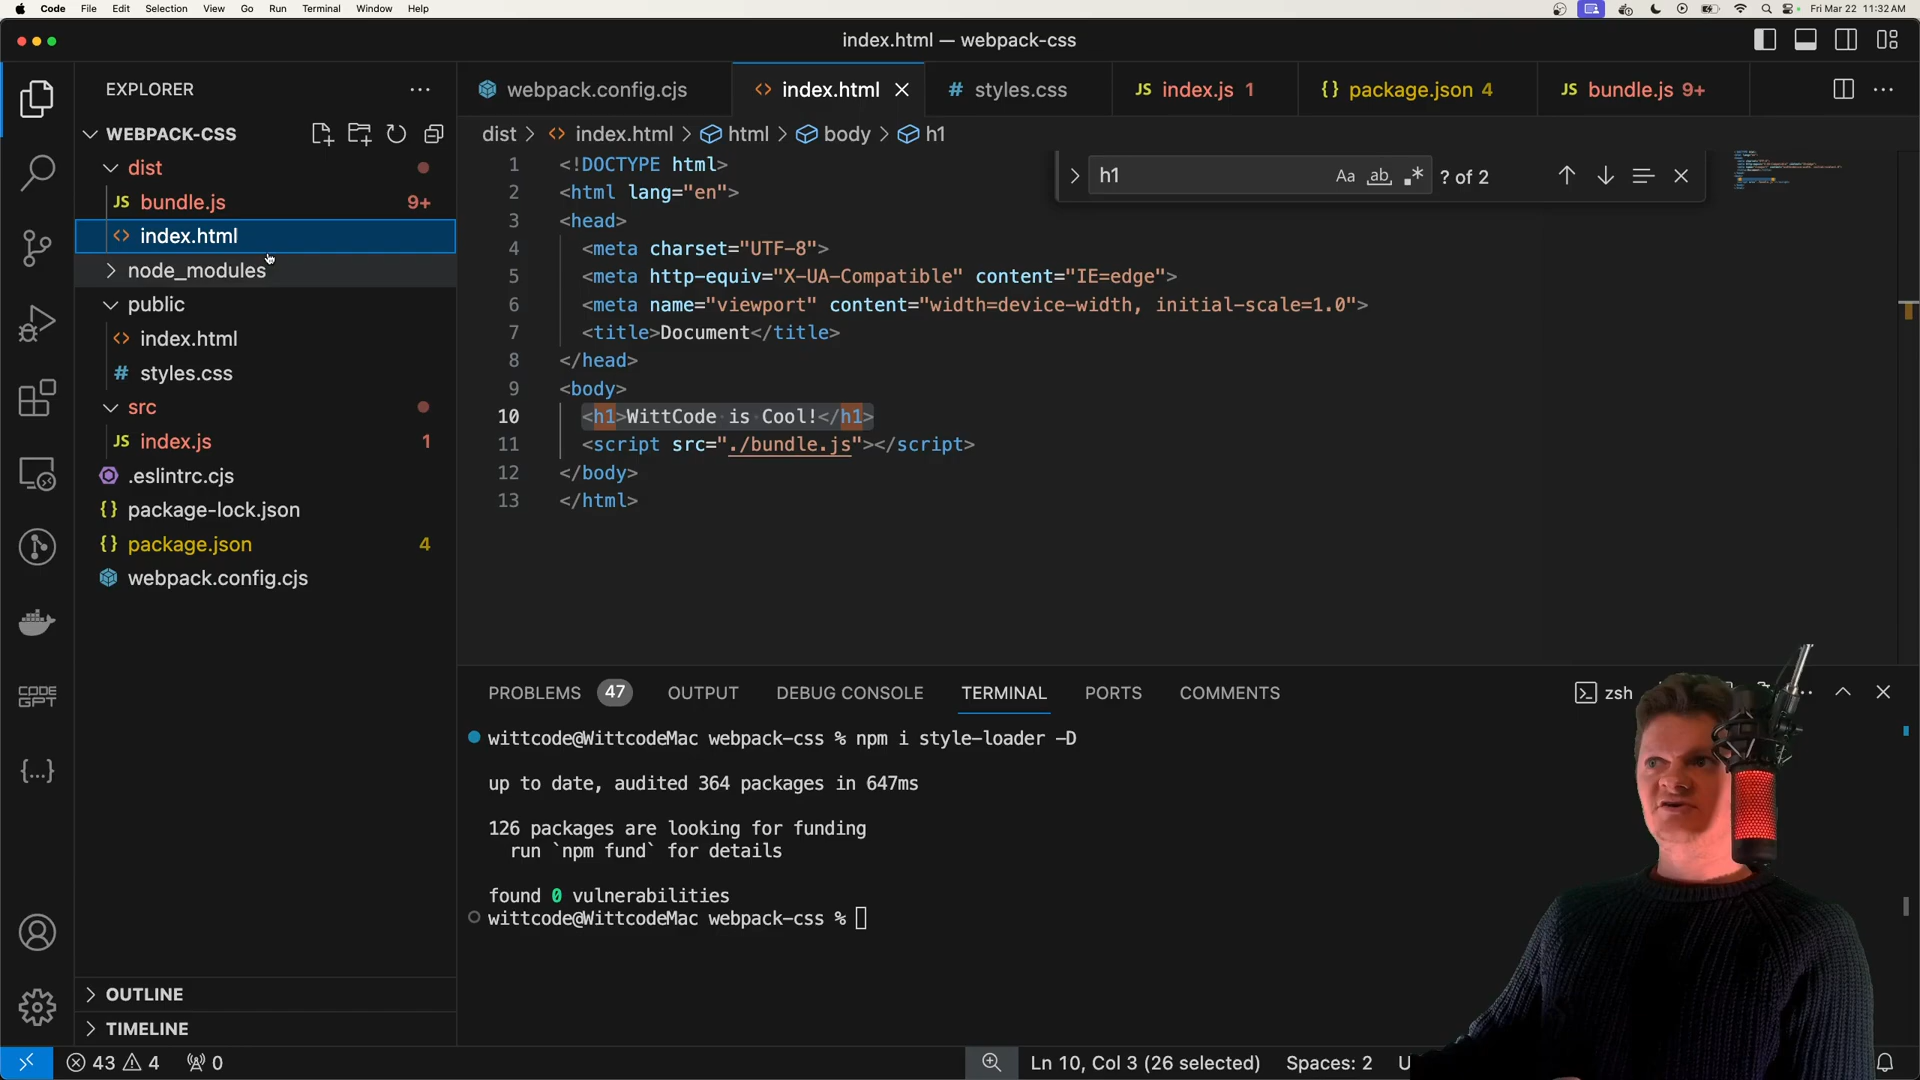 Code File Edit Selection View Go Run Terminal Window Help Fri Mar 22 11:32 AM
index.html — webpack-css
EXPLORER
WEBPACK-CSS
dist
JS bundle.js 9+
<> index.html
node_modules
public
<> index.html
# styles.css
src
JS index.js 1
.eslintrc.cjs
{} package-lock.json
{} package.json 4
webpack.config.cjs
OUTLINE
TIMELINE
CODE GPT
webpack.config.cjs <> index.html # styles.css JS index.js 1 {} package.json 4 JS bundle.js 9+
dist > <> index.html > html > body > h1
h1 Aa ab .* ? of 2
1 <!DOCTYPE html>
2 <html lang="en">
3 <head>
4 <meta charset="UTF-8">
5 <meta http-equiv="X-UA-Compatible" content="IE=edge">
6 <meta name="viewport" content="width=device-width, initial-scale=1.0">
7 <title>Document</title>
8 </head>
9 <body>
10 <h1>WittCode is Cool!</h1>
11 <script src="./bundle.js"></script>
12 </body>
13 </html>
PROBLEMS 47 OUTPUT DEBUG CONSOLE TERMINAL PORTS COMMENTS zsh
wittcode@WittcodeMac webpack-css % npm i style-loader -D
up to date, audited 364 packages in 647ms
126 packages are looking for funding
run `npm fund` for details
found 0 vulnerabilities
wittcode@WittcodeMac webpack-css %
43 4 0 Ln 10, Col 3 (26 selected) Spaces: 2